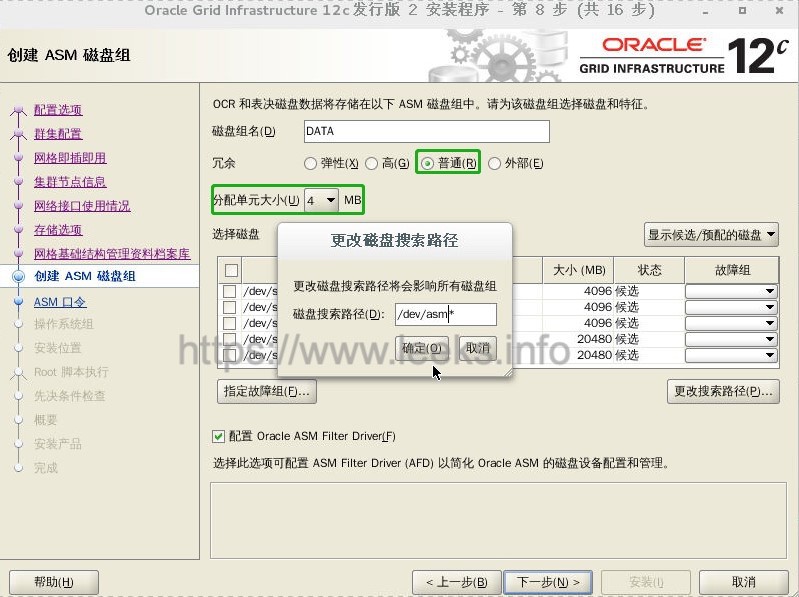 Oracle Grid Infrastructure 12c 发行版 2 安装程序 - 第 8 步 (共 16 步)
创建 ASM 磁盘组
ORACLE
GRID INFRASTRUCTURE 12c
配置选项
群集配置
网格即插即用
集群节点信息
网络接口使用情况
存储选项
网格基础结构管理资料档案库
创建 ASM 磁盘组
ASM 口令
操作系统组
安装位置
Root 脚本执行
先决条件检查
概要
安装产品
完成
OCR 和表决磁盘数据将存储在以下 ASM 磁盘组中。请为该磁盘组选择磁盘和特征。
磁盘组名(D) DATA
冗余 弹性(X) 高(G) 普通(R) 外部(E)
分配单元大小(U) 4 MB
选择磁盘 显示候选/预配的磁盘
大小 (MB) 状态 故障组
/dev/s 4096 候选
/dev/s 4096 候选
/dev/s 4096 候选
/dev/s 20480 候选
/dev/s 20480 候选
更改磁盘搜索路径
更改磁盘搜索路径将会影响所有磁盘组
磁盘搜索路径(D): /dev/asm*
确定(O) 取消
https://www.leeks.info
指定故障组(F)... 更改搜索路径(P)...
配置 Oracle ASM Filter Driver(F)
选择此选项可配置 ASM Filter Driver (AFD) 以简化 Oracle ASM 的磁盘设备配置和管理。
帮助(H) < 上一步(B) 下一步(N) > 安装(I) 取消